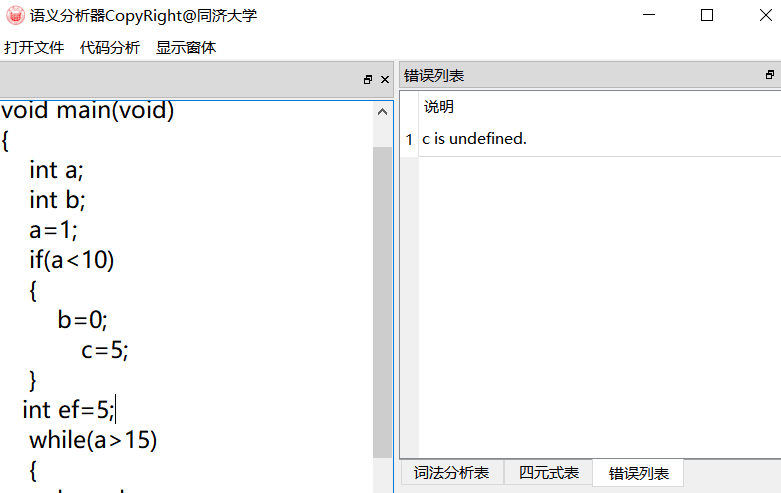 语义分析器CopyRight@同济大学
打开文件 代码分析 显示窗体
void main(void)
{
int a;
int b;
a=1;
if(a<10)
{
b=0;
c=5;
}
int ef=5;
while(a>15)
{
错误列表
说明
1 c is undefined.
词法分析表 四元式表 错误列表